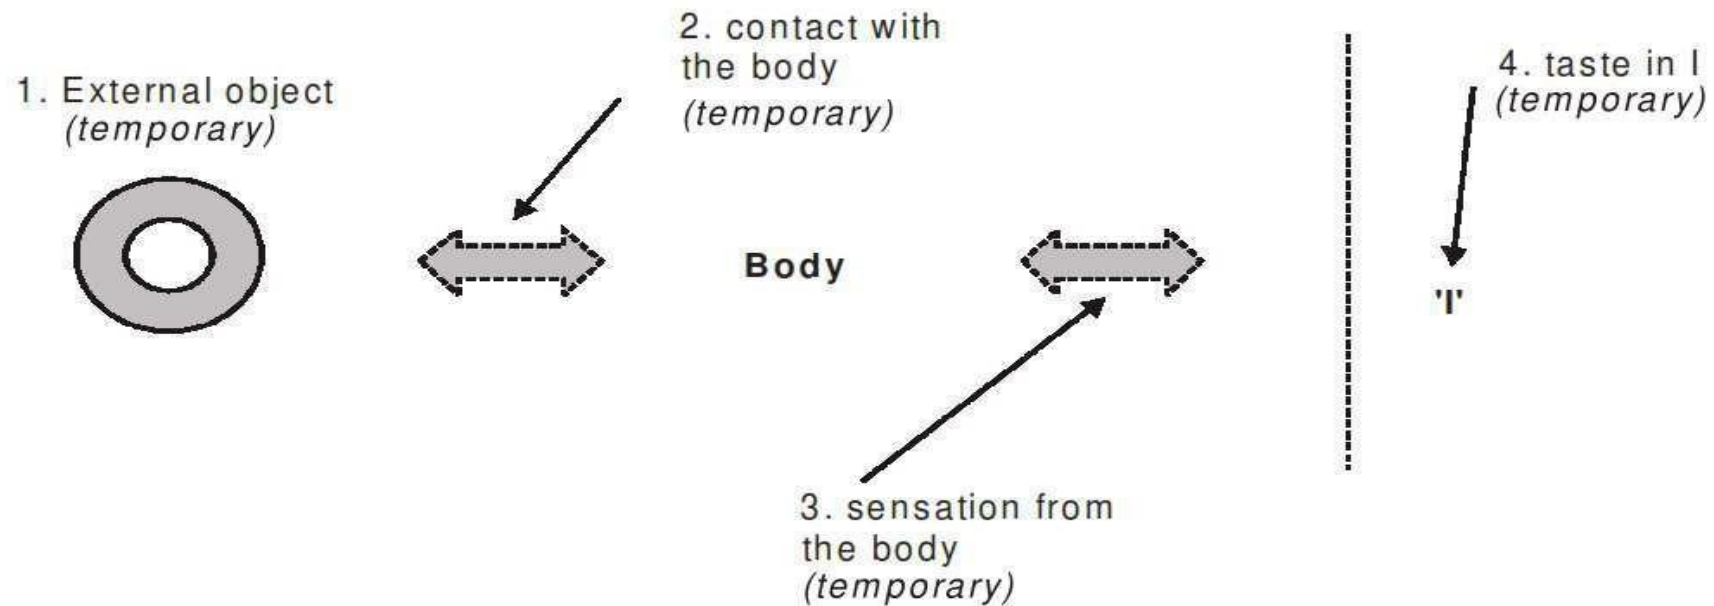 1. External object
(temporary)
2. contact with
the body
(temporary)
Body
3. sensation from
the body
(temporary)
4. taste in I
(temporary)
'I'